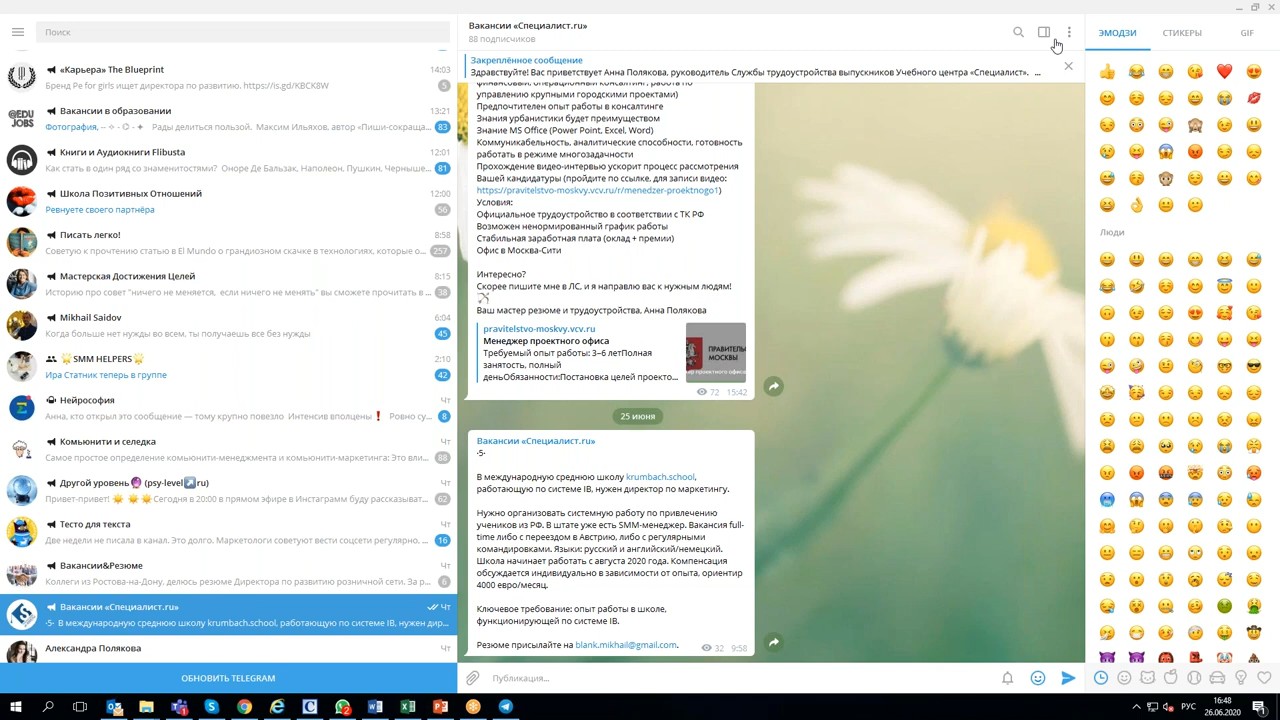 Поиск
«Карьера» The Blueprint
14:03
Бренд Pe for girls ищет директора по развитию, https://is.gd/KBCK8W
5
@EDU JOBS
Вакансии в образовании
13:21
Фотография, Рады делиться пользой. Максим Ильяхов, автор «Пиши-сокраща...
83
Книги и Аудиокниги Flibusta
12:01
Как стать в один ряд со знаменитостями? Оноре Де Бальзак, Наполеон, Пушкин, Черныше...
81
Школа Позитивных Отношений
12:00
Ревнуете своего партнёра
56
Писать легко!
8:58
Советую к прочтению статью в El Mundo о грандиозном скачке в технологиях, которые о...
257
Мастерская Достижения Целей
8:15
Историю про совет "ничего не меняется, если ничего не менять" вы сможете прочитать в ...
38
Mikhail Saidov
6:04
Когда больше нет нужды во всем, ты получаешь все без нужды
45
SMM HELPERS
2:10
Ира Статник теперь в группе
42
Нейрософия
Чт
Анна, кто открыл это сообщение — тому крупно повезло Интенсив вполцены ❗ Ровно су...
8
Комьюнити и селедка
Чт
Самое простое определение комьюнити-менеджмента и комьюнити-маркетинга: Это вли...
88
Другой уровень (psy-level ru)
Чт
Привет-привет! Сегодня в 20:00 в прямом эфире в Инстаграмм буду рассказыват...
62
Тесто для текста
Чт
Две недели не писала в канал. Это долго. Маркетологи советуют вести соцсети регулярно, ...
16
Вакансии&Резюме
Чт
Коллеги из Ростова-на-Дону, делюсь резюме Директора по развитию розничной сети. За р...
6
Вакансии «Специалист.ru»
Чт
·5· В международную среднюю школу krumbach.school, работающую по системе IB, нужен дир...
Александра Полякова
ОБНОВИТЬ TELEGRAM
Вакансии «Специалист.ru»
88 подписчиков
Закреплённое сообщение
Здравствуйте! Вас приветствует Анна Полякова, руководитель Службы трудоустройства выпускников Учебного центра «Специалист». ...
финансовый, операционный консалтинг, работа по
управлению крупными городскими проектами)
Предпочтителен опыт работы в консалтинге
Знания урбанистики будет преимуществом
Знание MS Office (Power Point, Excel, Word)
Коммуникабельность, аналитические способности, готовность
работать в режиме многозадачности
Прохождение видео-интервью ускорит процесс рассмотрения
Вашей кандидатуры (пройдите по ссылке, для записи видео:
https://pravitelstvo-moskvy.vcv.ru/r/menedzer-proektnogo1)
Условия:
Официальное трудоустройство в соответствии с ТК РФ
Возможен ненормированный график работы
Стабильная заработная плата (оклад + премии)
Офис в Москва-Сити
Интересно?
Скорее пишите мне в ЛС, и я направлю вас к нужным людям!
Ваш мастер резюме и трудоустройства, Анна Полякова
pravitelstvo-moskvy.vcv.ru
Менеджер проектного офиса
Требуемый опыт работы: 3–6 летПолная
занятость, полный
деньОбязанности:Постановка целей проекто...
ПРАВИТЕЛЬ
МОСКВЫ
72 15:42
25 июня
Вакансии «Специалист.ru»
·5·
В международную среднюю школу krumbach.school,
работающую по системе IB, нужен директор по маркетингу.
Нужно организовать системную работу по привлечению
учеников из РФ. В штате уже есть SMM-менеджер. Вакансия full-
time либо с переездом в Австрию, либо с регулярными
командировками. Языки: русский и английский/немецкий.
Школа начинает работать с августа 2020 года. Компенсация
обсуждается индивидуально в зависимости от опыта, ориентир
4000 евро/месяц.
Ключевое требование: опыт работы в школе,
функционирующей по системе IB.
Резюме присылайте на blank.mikhail@gmail.com.
32 9:58
Публикация...
ЭМОДЗИ
СТИКЕРЫ
GIF
Люди
РУС
16:48
26.06.2020